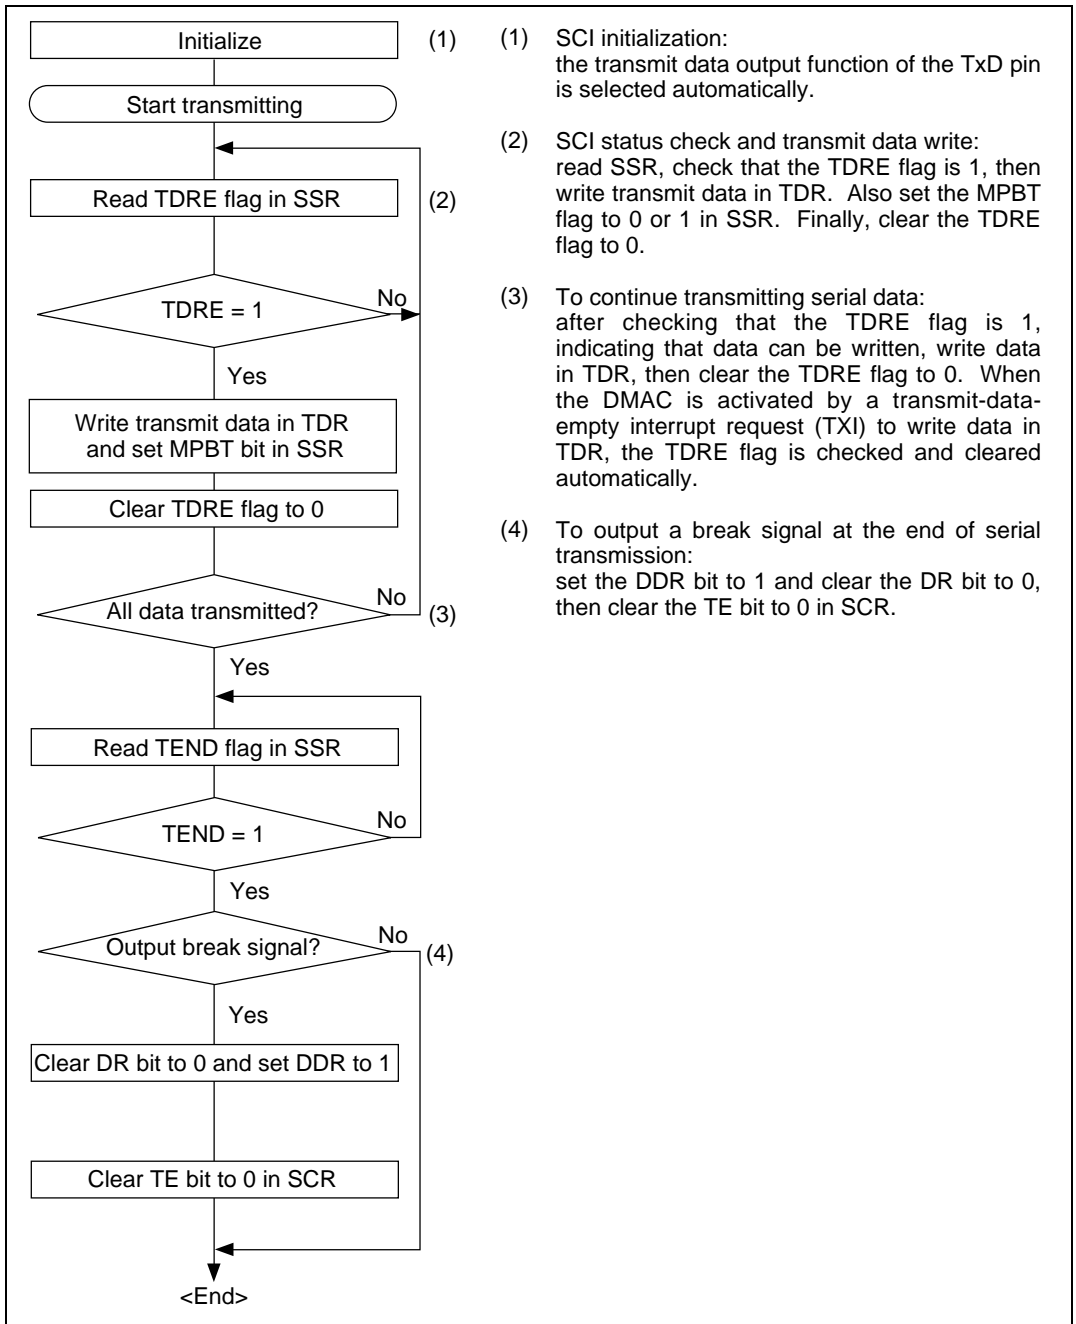 Initialize
(1)
Start transmitting
Read TDRE flag in SSR
(2)
TDRE = 1
No
Yes
Write transmit data in TDR
and set MPBT bit in SSR
Clear TDRE flag to 0
All data transmitted?
No
(3)
Yes
Read TEND flag in SSR
TEND = 1
No
Yes
Output break signal?
No
(4)
Yes
Clear DR bit to 0 and set DDR to 1
Clear TE bit to 0 in SCR
<End>
(1) SCI initialization:
the transmit data output function of the TxD pin
is selected automatically.
(2) SCI status check and transmit data write:
read SSR, check that the TDRE flag is 1, then
write transmit data in TDR. Also set the MPBT
flag to 0 or 1 in SSR. Finally, clear the TDRE
flag to 0.
(3) To continue transmitting serial data:
after checking that the TDRE flag is 1,
indicating that data can be written, write data
in TDR, then clear the TDRE flag to 0. When
the DMAC is activated by a transmit-data-
empty interrupt request (TXI) to write data in
TDR, the TDRE flag is checked and cleared
automatically.
(4) To output a break signal at the end of serial
transmission:
set the DDR bit to 1 and clear the DR bit to 0,
then clear the TE bit to 0 in SCR.